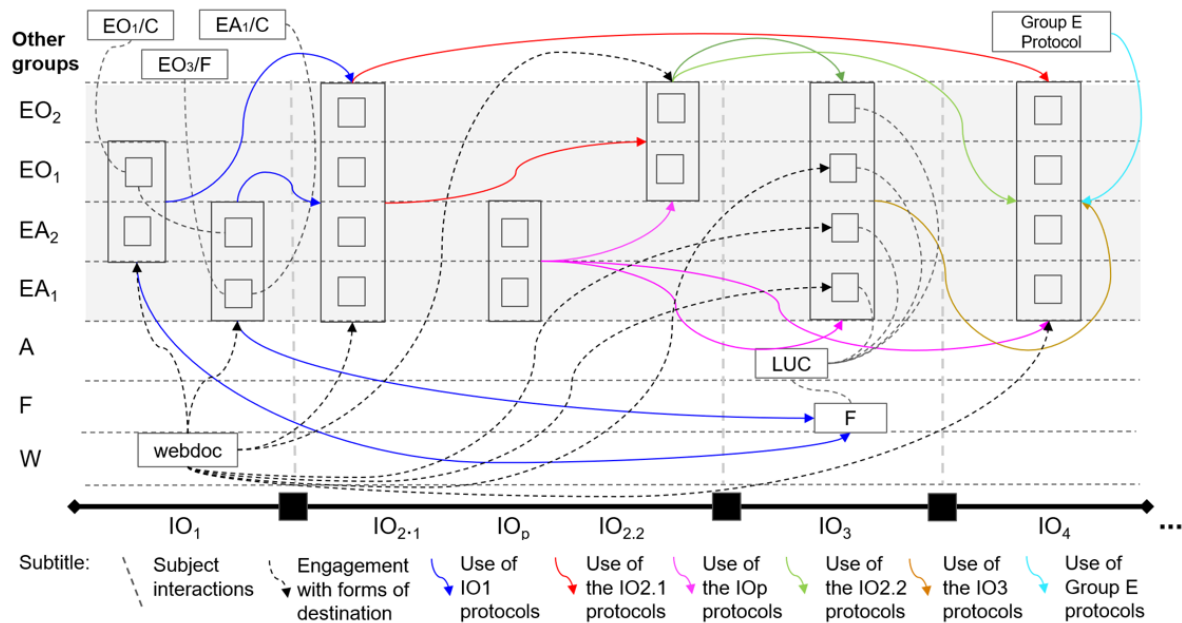 EO₁/C
EA₁/C
Group E
Protocol
Other
groups
EO₃/F
EO₂
EO₁
EA₂
EA₁
A
LUC
F
F
webdoc
W
IO₁
IO₂.₁
IOₚ
IO₂.₂
IO₃
IO₄
...
Subtitle:
Subject
interactions
Engagement
with forms of
destination
Use of
IO1
protocols
Use of
the IO2.1
protocols
Use of
the IOp
protocols
Use of
the IO2.2
protocols
Use of
the IO3
protocols
Use of
Group E
protocols